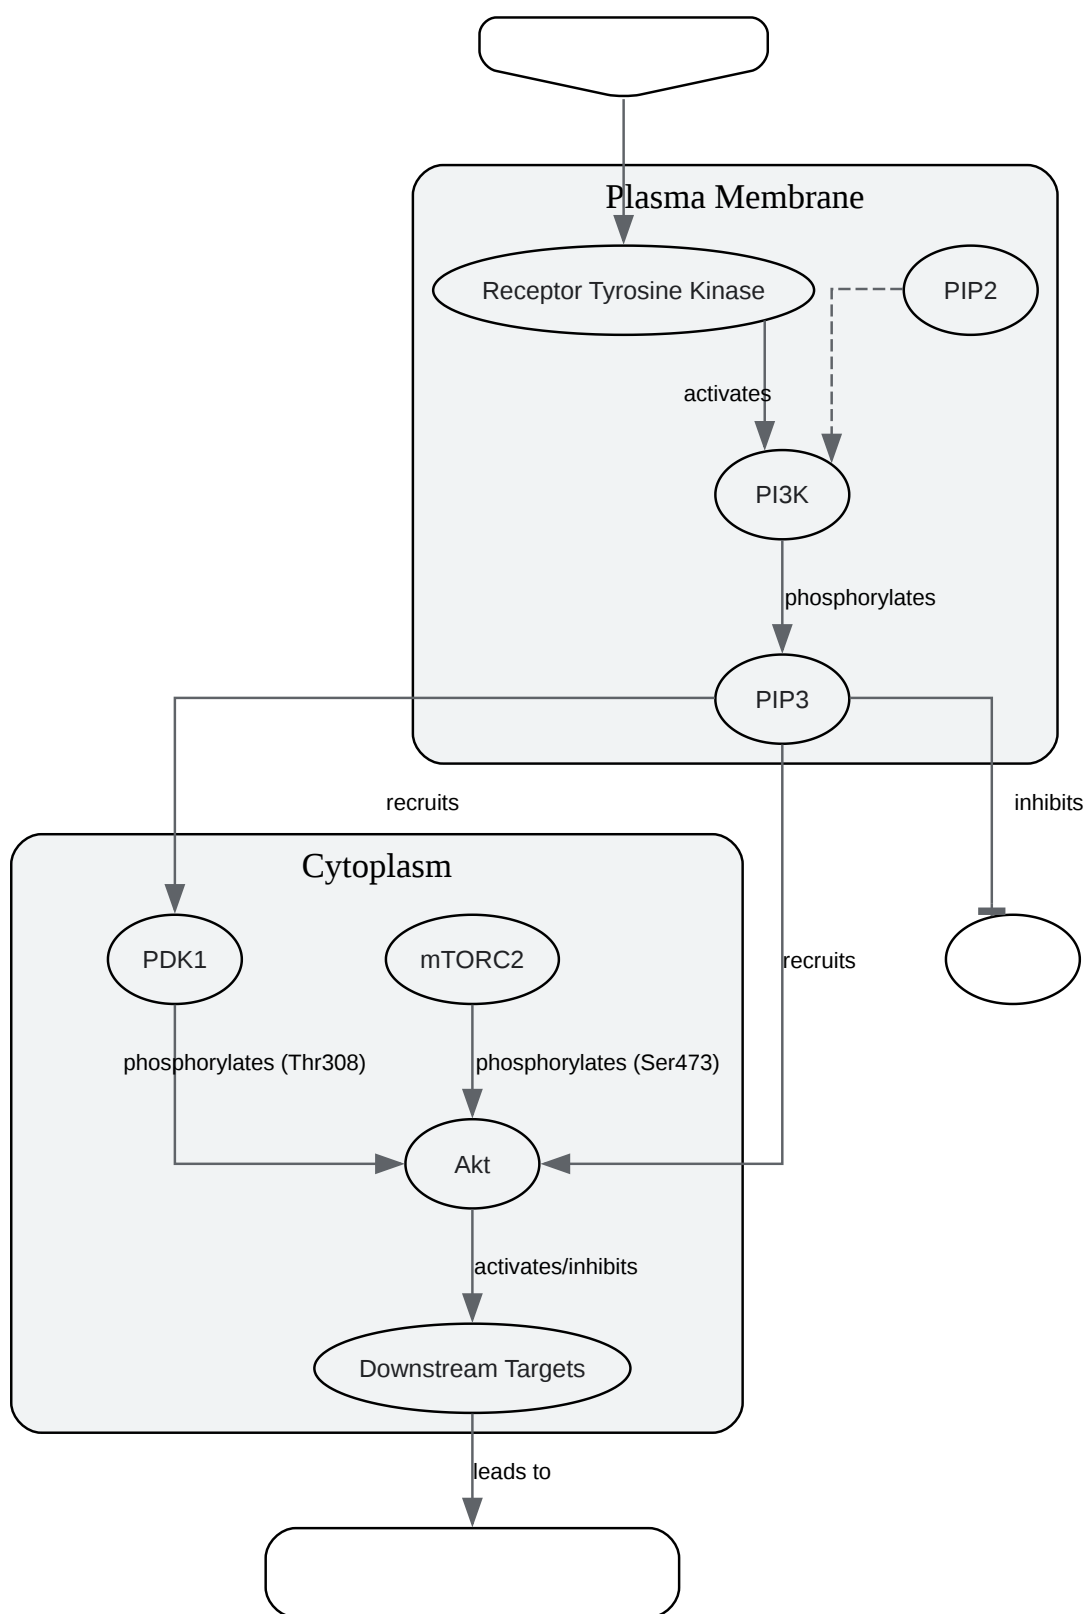 Plasma Membrane
Receptor Tyrosine Kinase
PIP2
activates
PI3K
phosphorylates
PIP3
recruits
inhibits
Cytoplasm
PDK1
mTORC2
recruits
phosphorylates (Thr308)
phosphorylates (Ser473)
Akt
activates/inhibits
Downstream Targets
leads to